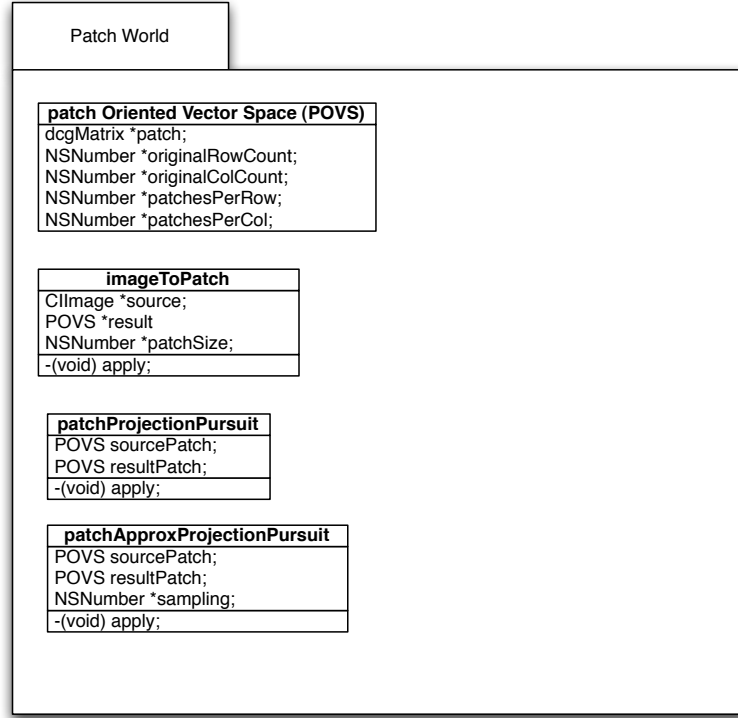 Patch World
patch Oriented Vector Space (POVS)
dcgMatrix *patch;
NSNumber *originalRowCount;
NSNumber *originalColCount;
NSNumber *patchesPerRow;
NSNumber *patchesPerCol;
imageToPatch
CIImage *source;
POVS *result
NSNumber *patchSize;
-(void) apply;
patchProjectionPursuit
POVS sourcePatch;
POVS resultPatch;
-(void) apply;
patchApproxProjectionPursuit
POVS sourcePatch;
POVS resultPatch;
NSNumber *sampling;
-(void) apply;